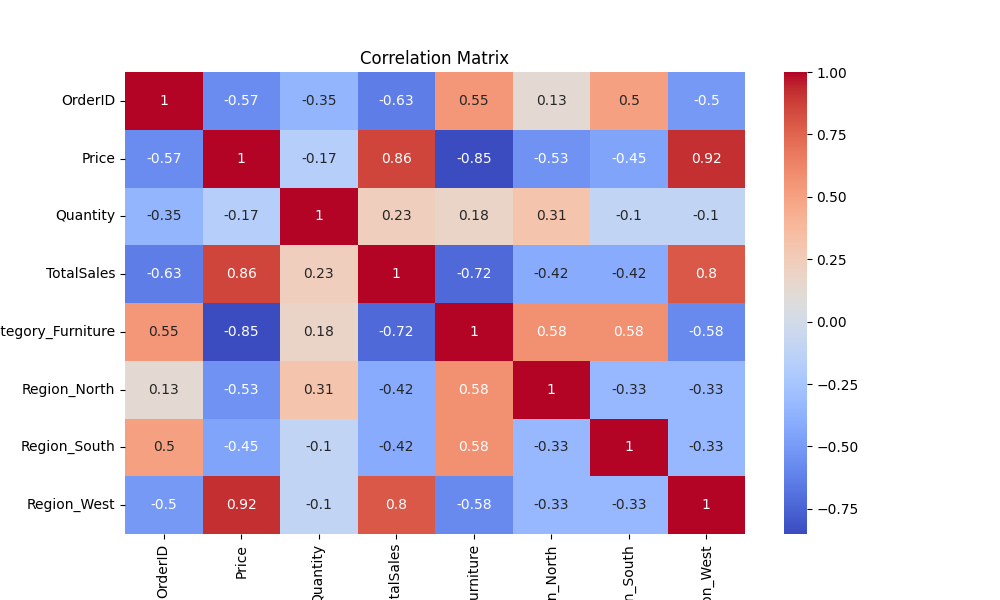 Correlation Matrix
OrderID 1 -0.57 -0.35 -0.63 0.55 0.13 0.5 -0.5
Price -0.57 1 -0.17 0.86 -0.85 -0.53 -0.45 0.92
Quantity -0.35 -0.17 1 0.23 0.18 0.31 -0.1 -0.1
TotalSales -0.63 0.86 0.23 1 -0.72 -0.42 -0.42 0.8
tegory_Furniture 0.55 -0.85 0.18 -0.72 1 0.58 0.58 -0.58
Region_North 0.13 -0.53 0.31 -0.42 0.58 1 -0.33 -0.33
Region_South 0.5 -0.45 -0.1 -0.42 0.58 -0.33 1 -0.33
Region_West -0.5 0.92 -0.1 0.8 -0.58 -0.33 -0.33 1
OrderID
Price
Quantity
talSales
urniture
n_North
n_South
on_West
1.00
0.75
0.50
0.25
0.00
−0.25
−0.50
−0.75